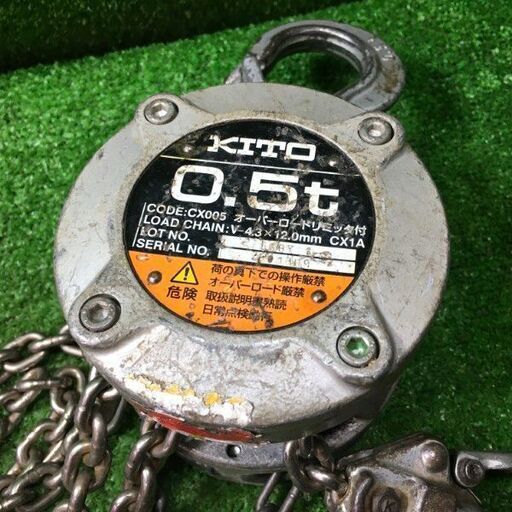 KITO
0.5t
CODE:CX005 オーバーロードリミッタ付
LOAD CHAIN:V-4.3×12.0mm CX1A
LOT NO.
SERIAL NO.
危険
荷の真下での操作厳禁
オーバーロード厳禁
取扱説明書熟読
日常点検励行